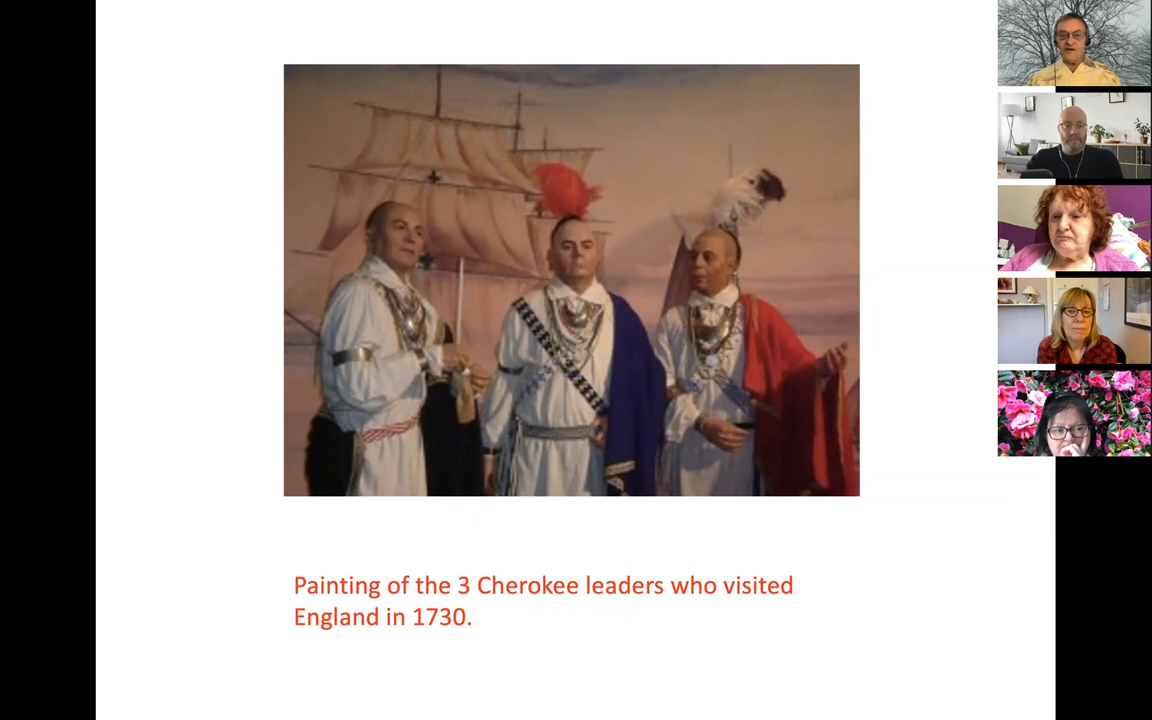 Painting of the 3 Cherokee leaders who visited
England in 1730.